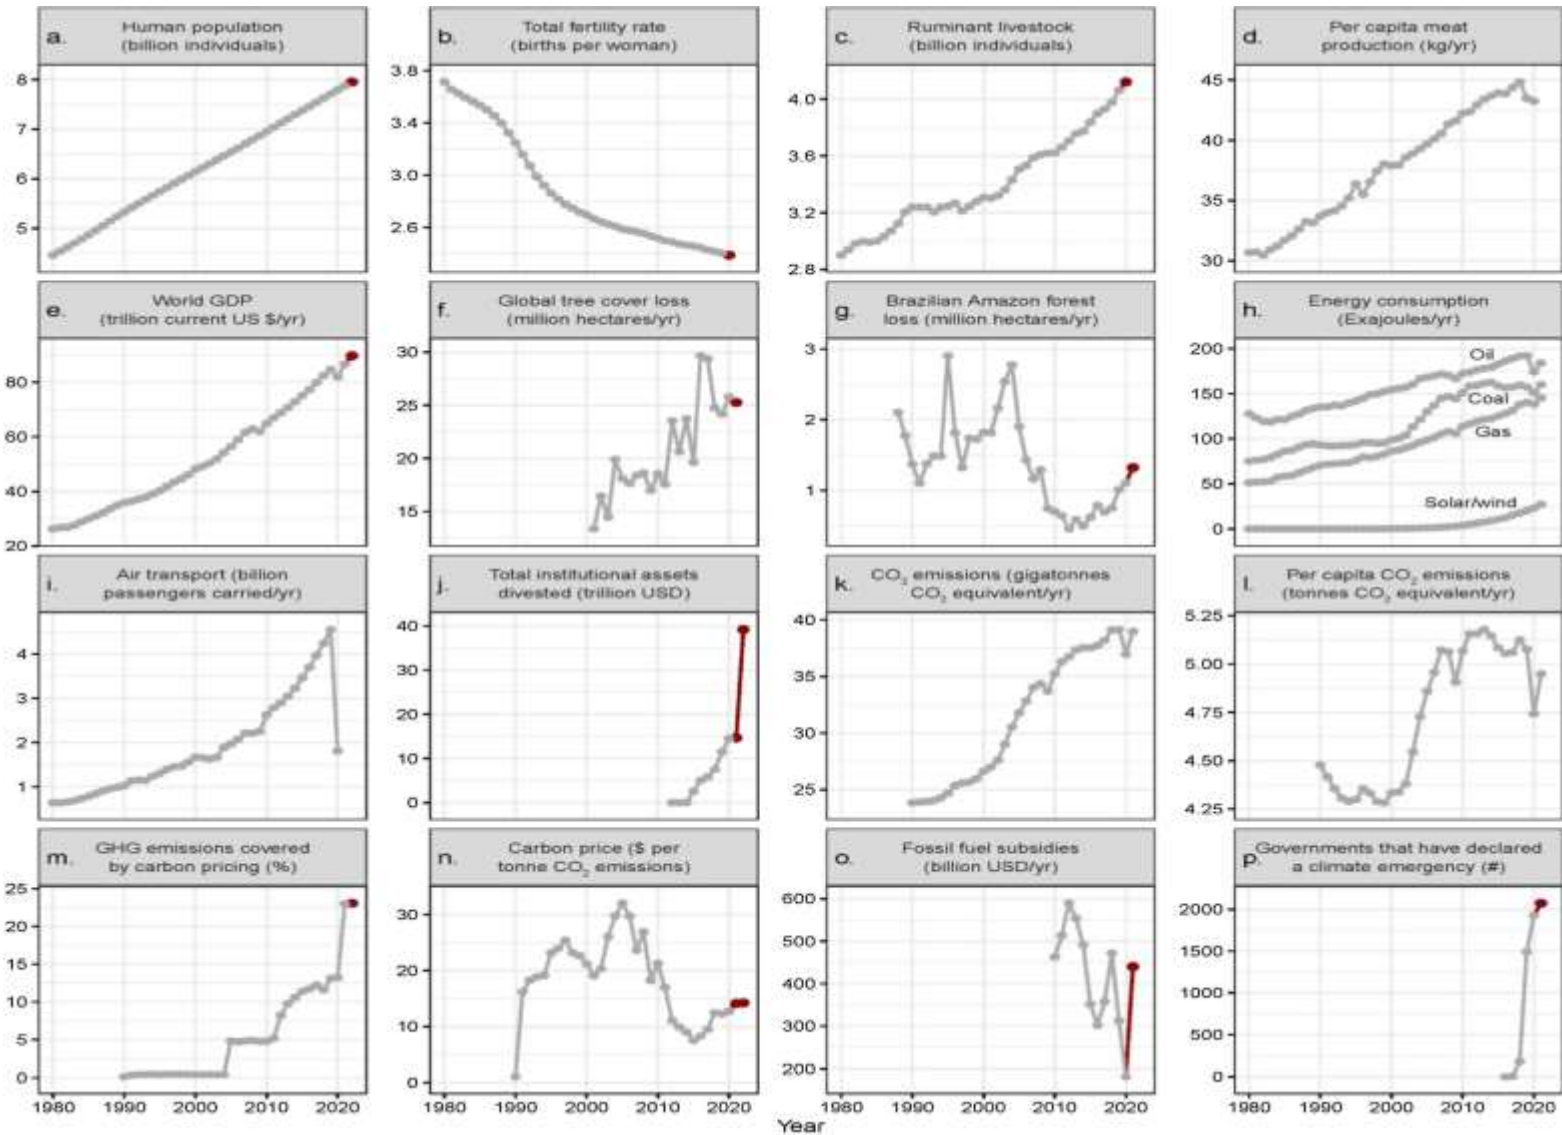 a. Human population
(billion individuals)
b. Total fertility rate
(births per woman)
c. Ruminant livestock
(billion individuals)
d. Per capita meat
production (kg/yr)
8
7
6
5
3.8
3.4
3.0
2.6
4.0
3.6
3.2
2.8
45
40
35
30
e. World GDP
(trillion current US $/yr)
f. Global tree cover loss
(million hectares/yr)
g. Brazilian Amazon forest
loss (million hectares/yr)
h. Energy consumption
(Exajoules/yr)
80
60
40
20
30
25
20
15
3
2
1
200
150
100
50
0
Oil
Coal
Gas
Solar/wind
i. Air transport (billion
passengers carried/yr)
j. Total institutional assets
divested (trillion USD)
k. CO₂ emissions (gigatonnes
CO₂ equivalent/yr)
l. Per capita CO₂ emissions
(tonnes CO₂ equivalent/yr)
4
3
2
1
40
30
20
10
0
40
35
30
25
5.25
5.00
4.75
4.50
4.25
m. GHG emissions covered
by carbon pricing (%)
n. Carbon price ($ per
tonne CO₂ emissions)
o. Fossil fuel subsidies
(billion USD/yr)
p. Governments that have declared
a climate emergency (#)
25
20
15
10
5
0
30
20
10
0
600
500
400
300
200
2000
1500
1000
500
0
1980 1990 2000 2010 2020
1980 1990 2000 2010 2020
1980 1990 2000 2010 2020
1980 1990 2000 2010 2020
Year